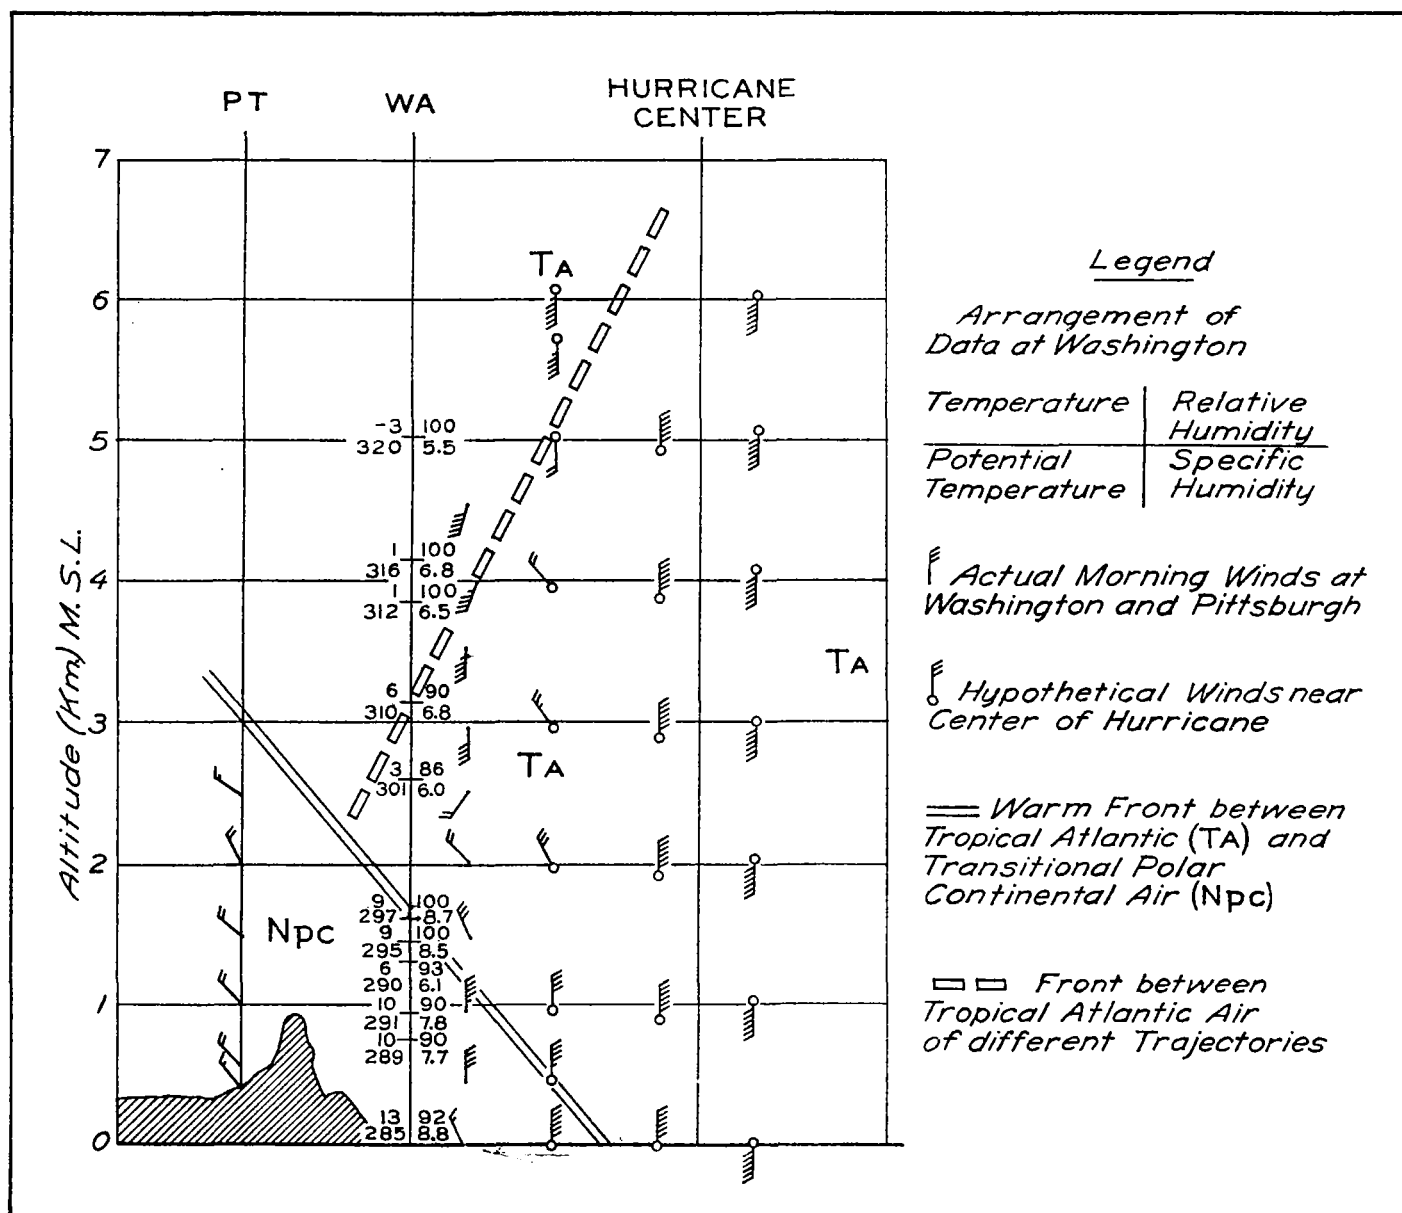 PT
WA
HURRICANE
CENTER
Altitude (Km) M.S.L.
7
6
5
4
3
2
1
0
TA
-3 100
320 5.5
1 100
316 6.8
1 100
312 6.5
6 90
310 6.8
3 86
301 6.0
9 100
297 8.7
9 100
295 8.5
6 93
290 6.1
10 90
291 7.8
10 90
289 7.7
13 92
285 8.8
TA
TA
Npc
Legend
Arrangement of
Data at Washington
Temperature Relative
Humidity
Potential Specific
Temperature Humidity
Actual Morning Winds at
Washington and Pittsburgh
Hypothetical Winds near
Center of Hurricane
Warm Front between
Tropical Atlantic (TA) and
Transitional Polar
Continental Air (Npc)
Front between
Tropical Atlantic Air
of different Trajectories